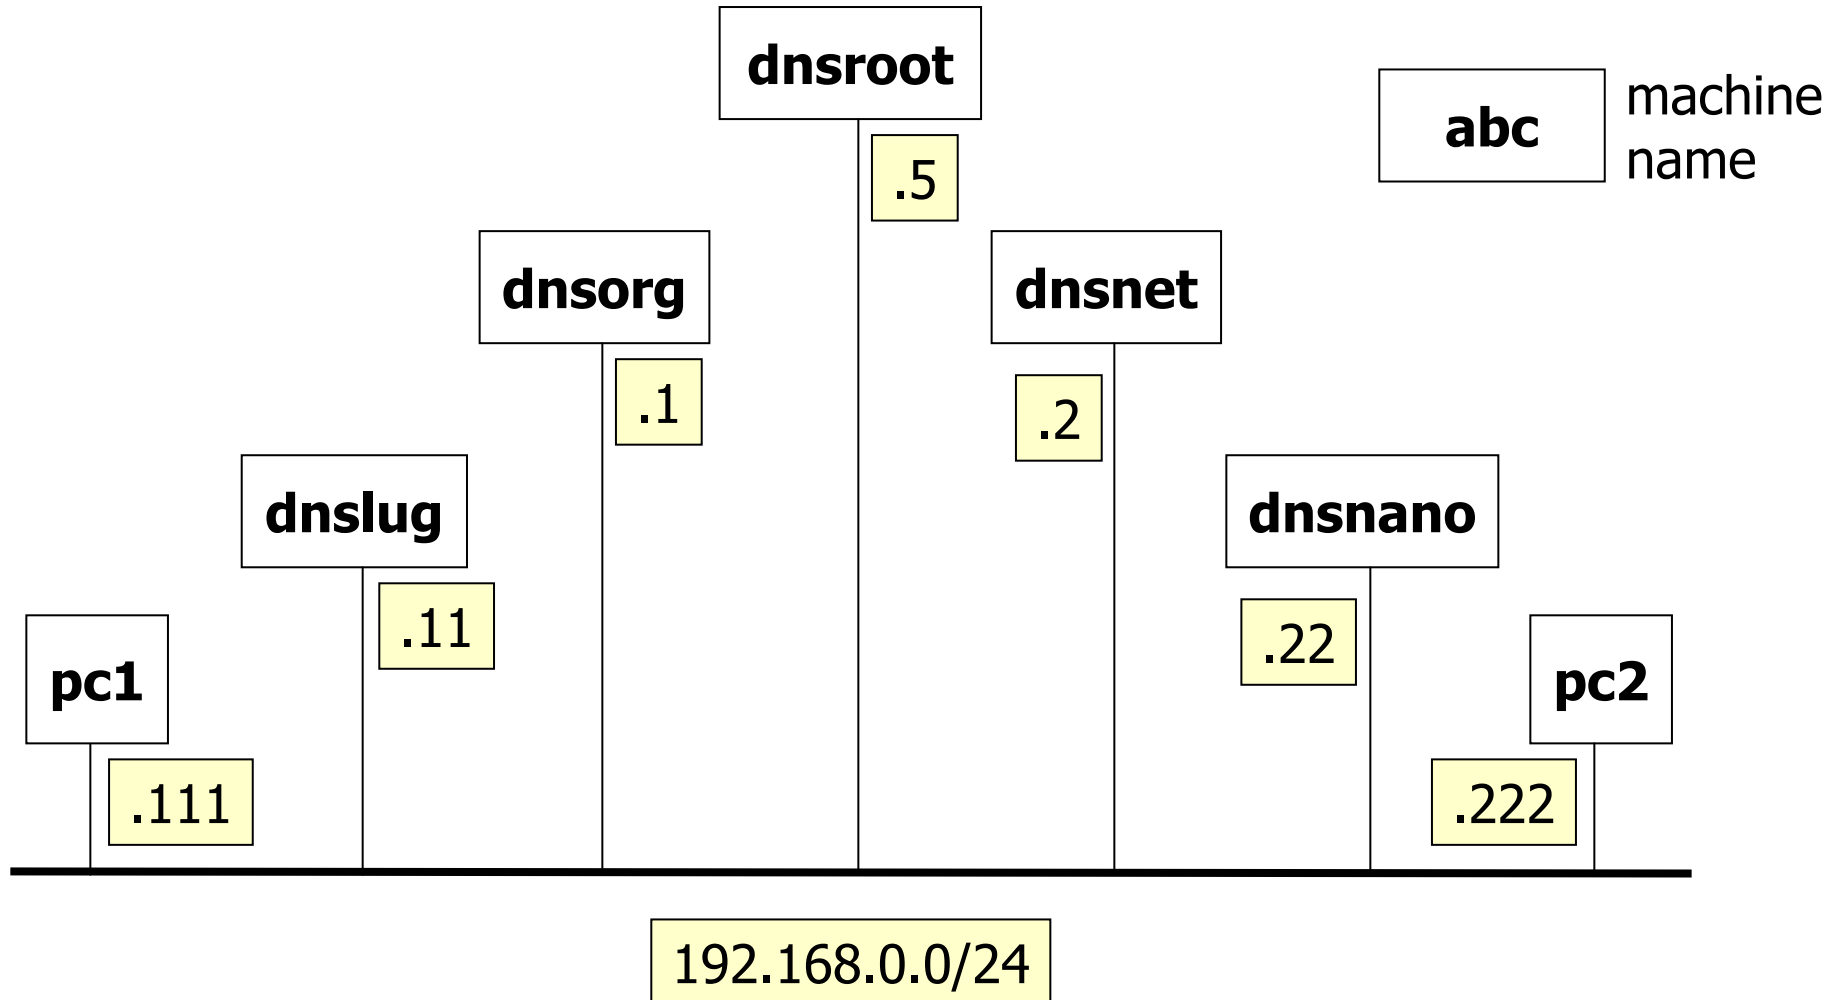 dnsroot
abc
machine
name
.5
dnsorg
dnsnet
.1
.2
dnslug
dnsnano
.11
.22
pc1
pc2
.111
.222
192.168.0.0/24